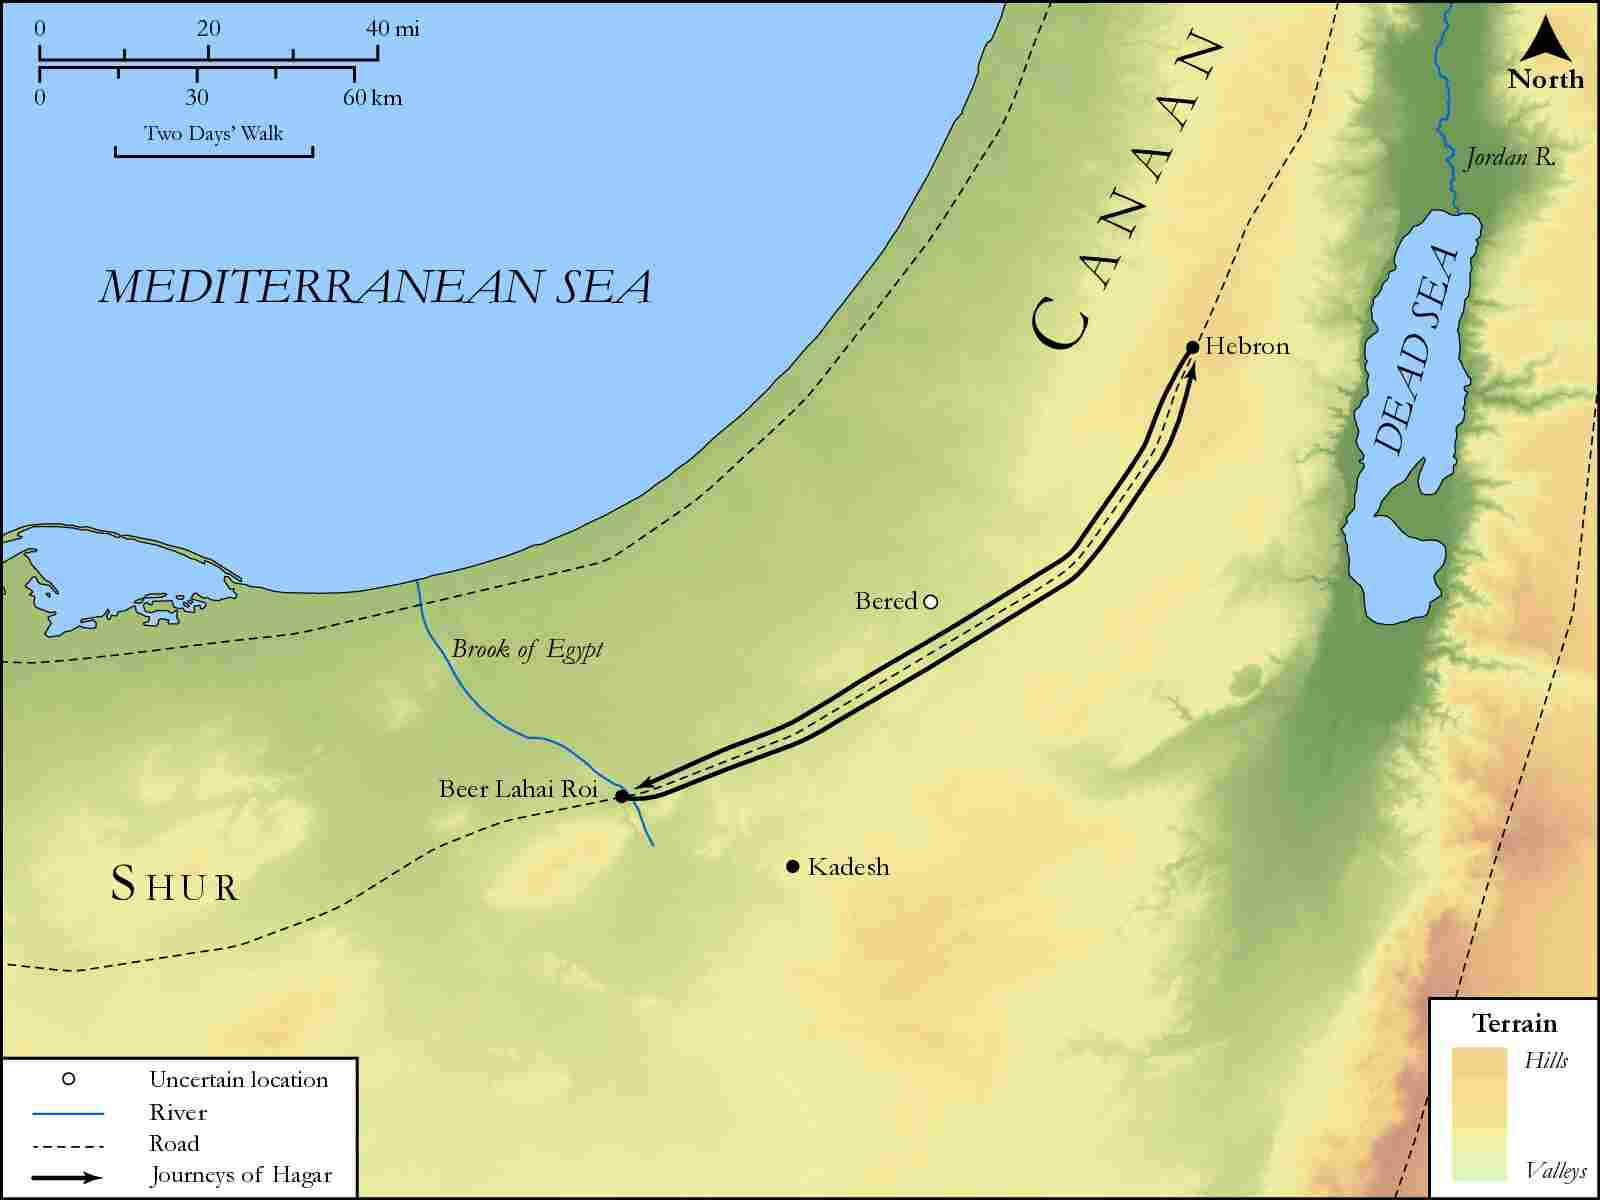 0 20 40 mi
0 30 60 km
Two Days' Walk
North
CANAAN
Jordan R.
MEDITERRANEAN SEA
DEAD SEA
Hebron
Bered
Brook of Egypt
Beer Lahai Roi
Kadesh
SHUR
Uncertain location
River
Road
Journeys of Hagar
Terrain
Hills
Valleys